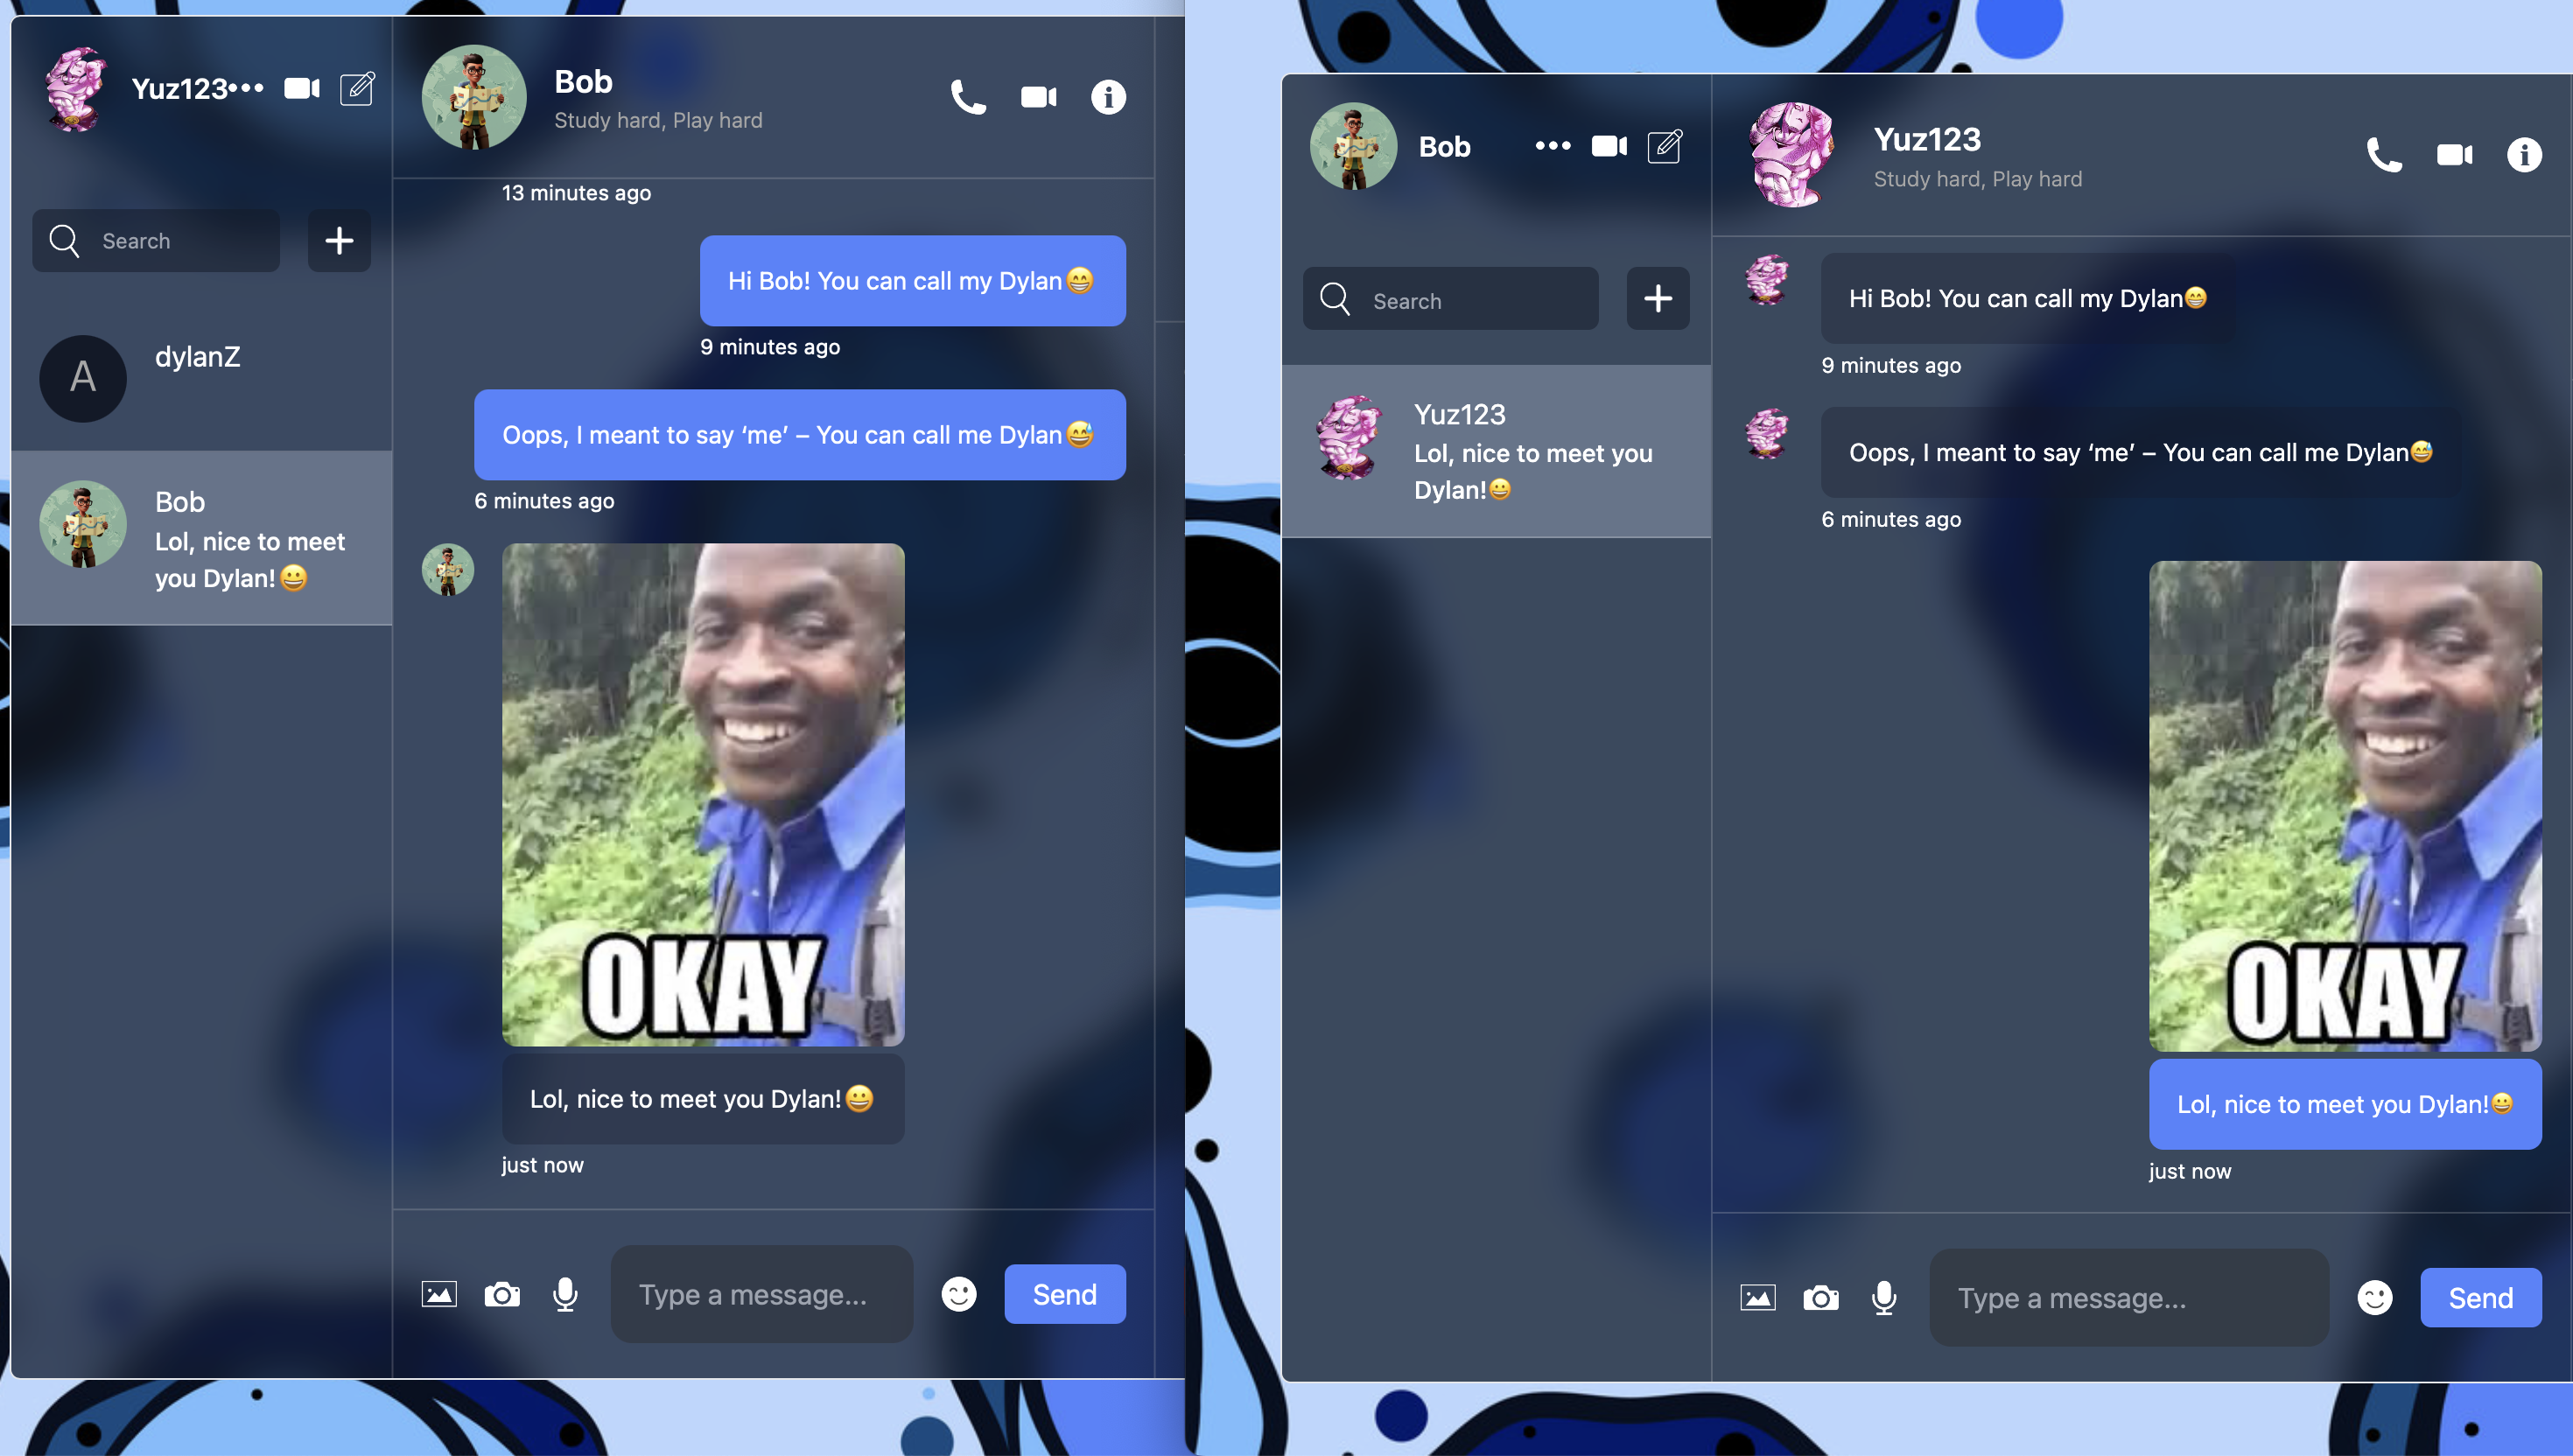 Yuz123
Search
A
dylanZ
Bob
Lol, nice to meet
you Dylan!😀
Bob
Study hard, Play hard
13 minutes ago
Hi Bob! You can call my Dylan😁
9 minutes ago
Oops, I meant to say ‘me’ – You can call me Dylan😅
6 minutes ago
OKAY
Lol, nice to meet you Dylan!😀
just now
Type a message...
Send
Bob
Search
Yuz123
Lol, nice to meet you
Dylan!😀
Yuz123
Study hard, Play hard
Hi Bob! You can call my Dylan😁
9 minutes ago
Oops, I meant to say ‘me’ – You can call me Dylan😅
6 minutes ago
OKAY
Lol, nice to meet you Dylan!😀
just now
Type a message...
Send